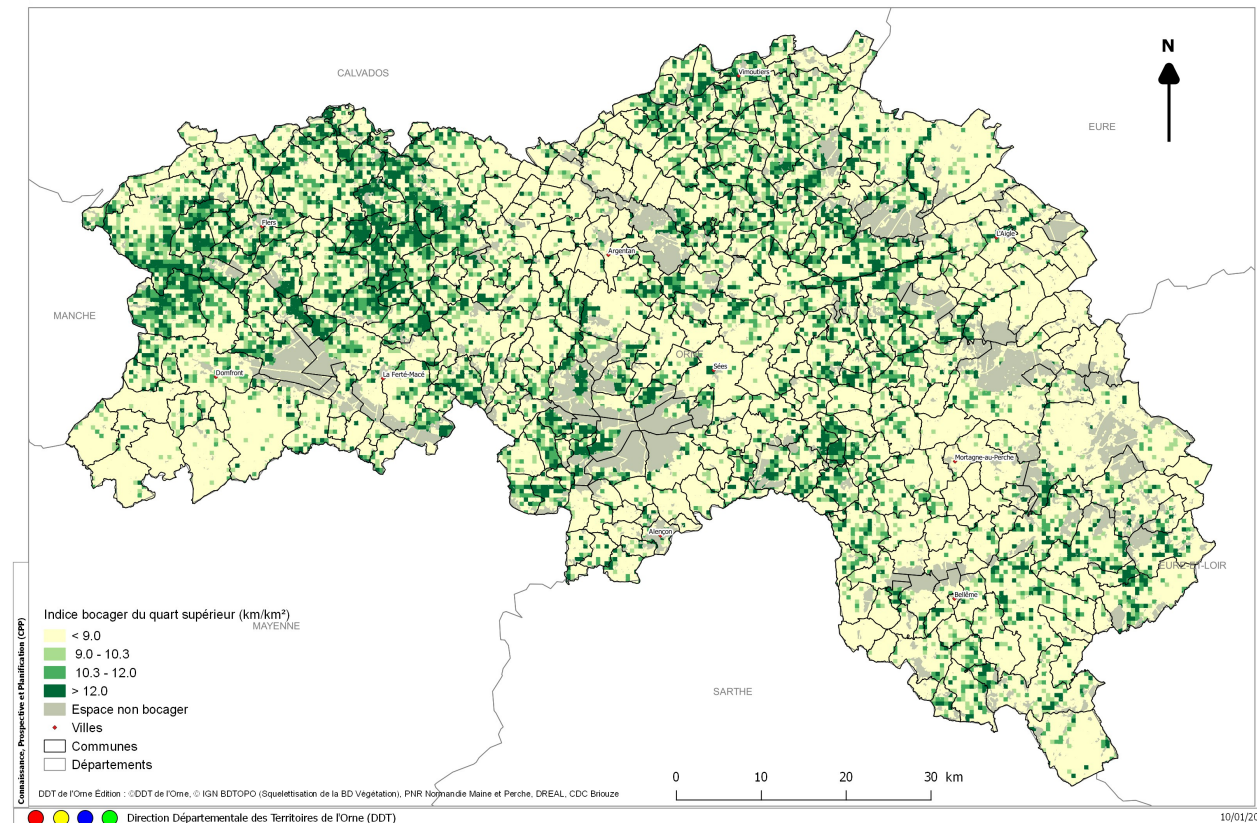 CALVADOS
N
EURE
Vimoutiers
Flers
L'Aigle
Argentan
MANCHE
ORNE
Sées
Domfront
La Ferté-Macé
Mortagne-au-Perche
Alençon
EURE-ET-LOIR
Bellême
Indice bocager du quart supérieur (km/km²)
MAYENNE
< 9.0
9.0 - 10.3
10.3 - 12.0
> 12.0
Espace non bocager
Villes
Communes
Départements
SARTHE
0 10 20 30 km
Connaissance, Prospective et Planification (CPP)
DDT de l'Orne Édition : ©DDT de l'Orne, © IGN BDTOPO (Squelettisation de la BD Végétation), PNR Normandie Maine et Perche, DREAL, CDC Briouze
Direction Départementale des Territoires de l'Orne (DDT)
10/01/20